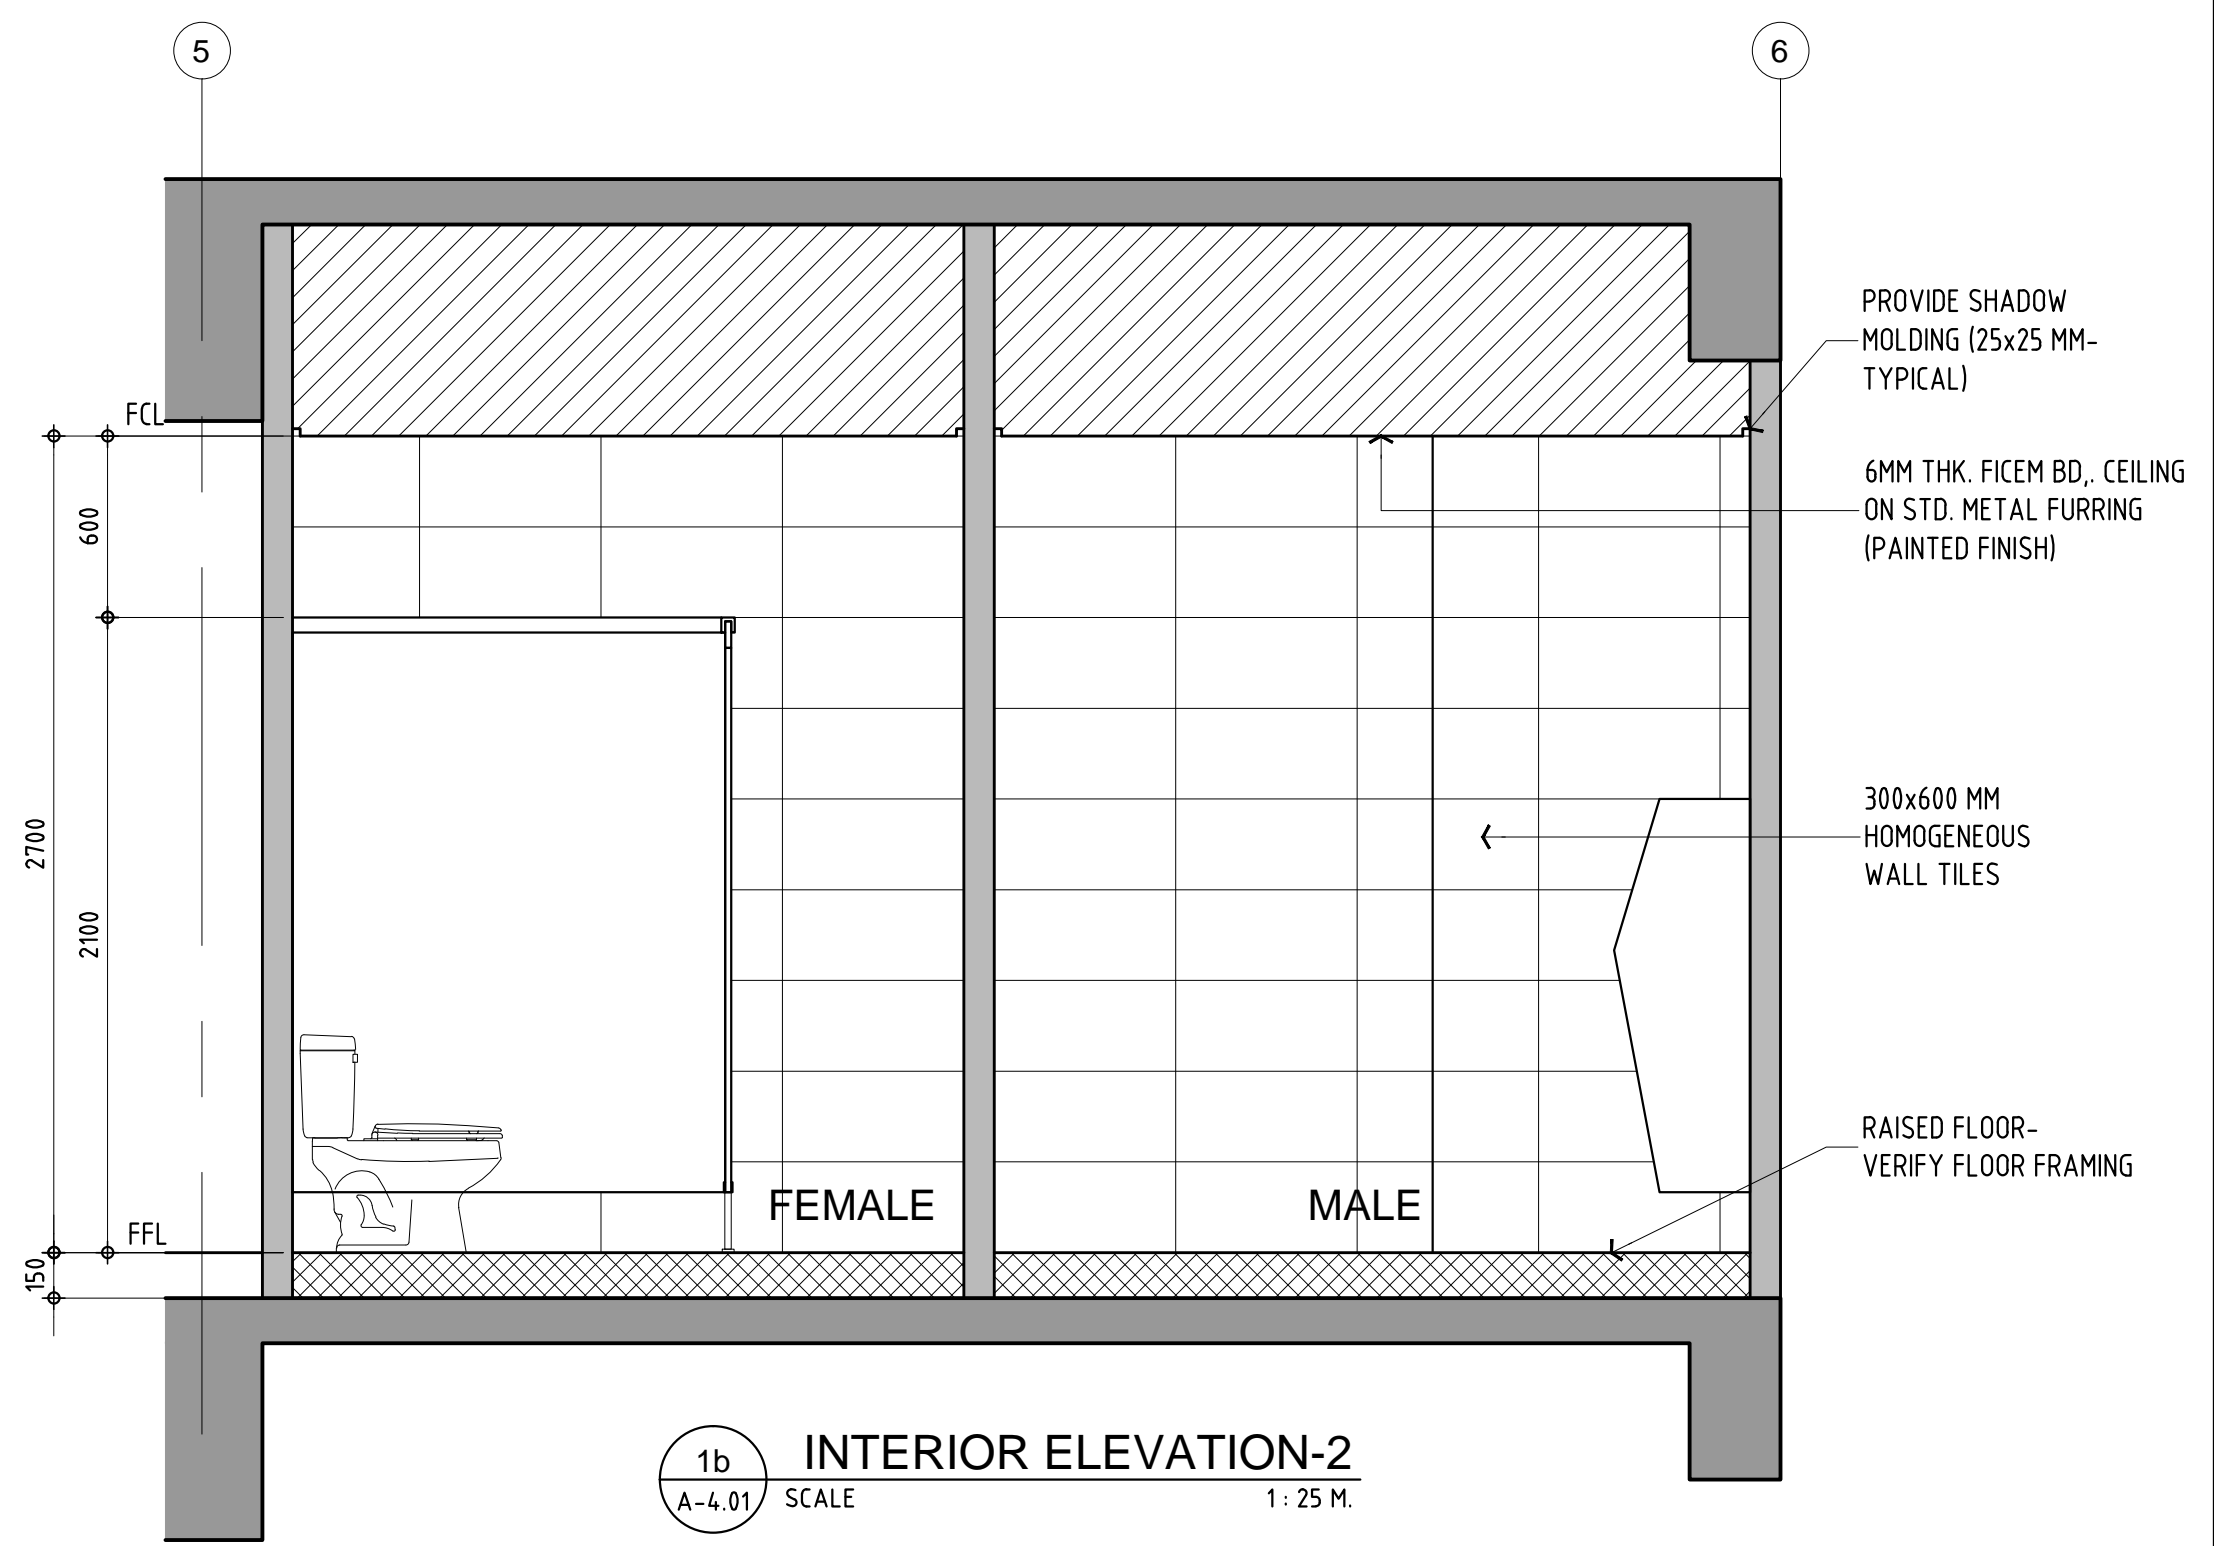 5
6
PROVIDE SHADOW
MOLDING (25x25 MM-
TYPICAL)
FCL
6MM THK. FICEM BD,. CEILING
ON STD. METAL FURRING
(PAINTED FINISH)
600
2700
2100
300x600 MM
HOMOGENEOUS
WALL TILES
RAISED FLOOR-
VERIFY FLOOR FRAMING
FEMALE
MALE
FFL
150
1b
INTERIOR ELEVATION-2
A-4.01
SCALE
1 : 25 M.